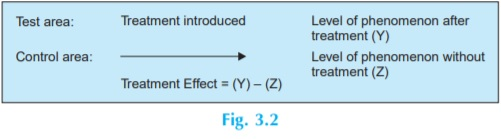 Test area: Treatment introduced Level of phenomenon after
treatment (Y)
Control area: Level of phenomenon without
treatment (Z)
Treatment Effect = (Y) – (Z)
Fig. 3.2